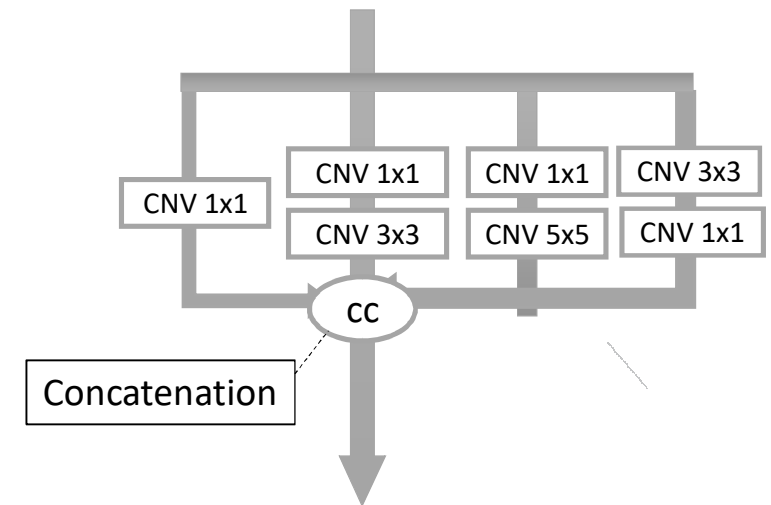 CNV 1x1
CNV 1x1
CNV 3x3
CNV 1x1
CNV 5x5
CNV 3x3
CNV 1x1
cc
Concatenation